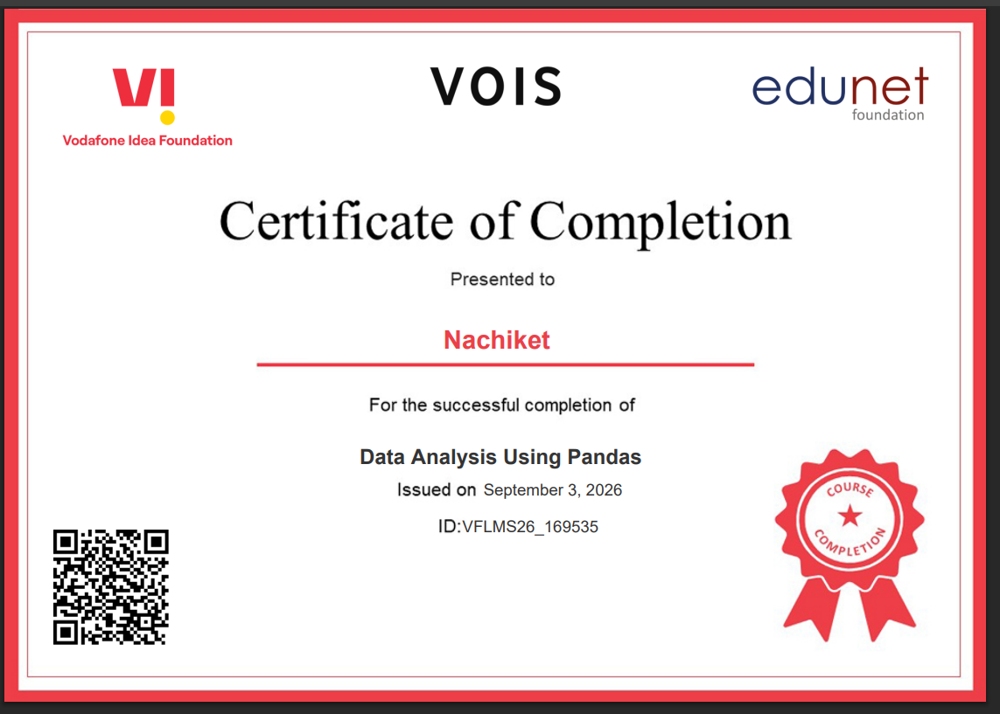 VI
Vodafone Idea Foundation
VOIS
edunet
foundation
Certificate of Completion
Presented to
Nachiket
For the successful completion of
Data Analysis Using Pandas
Issued on September 3, 2026
ID:VFLMS26_169535
COURSE
COMPLETION